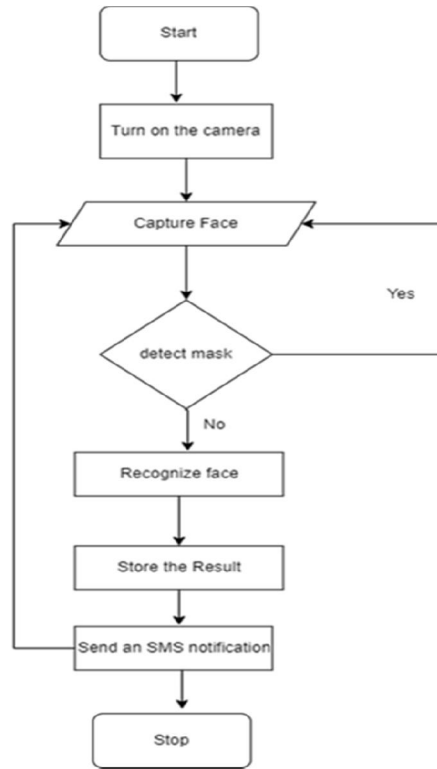 Start
Turn on the camera
Capture Face
Yes
detect mask
No
Recognize face
Store the Result
Send an SMS notification
Stop